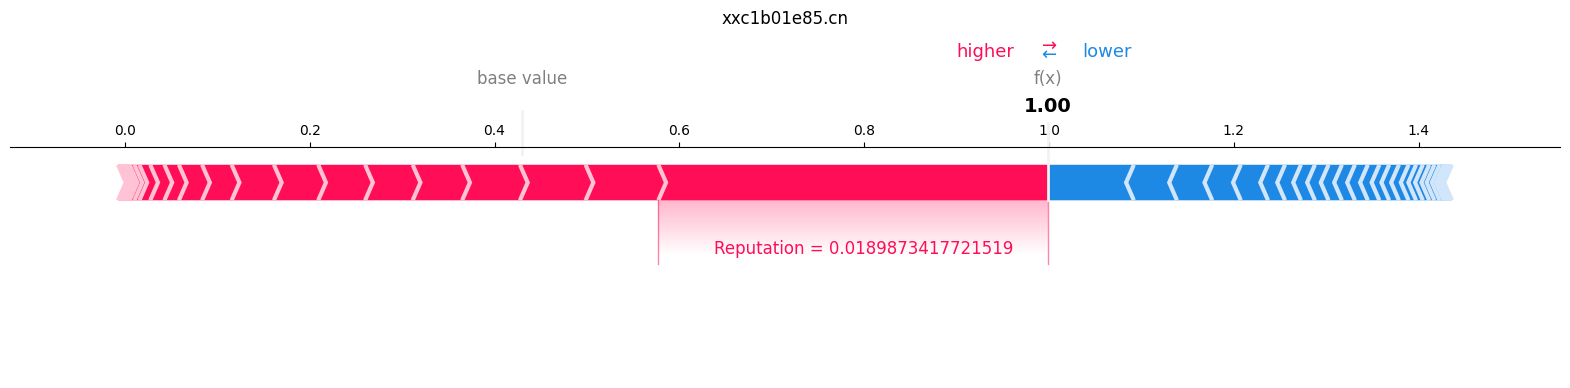 xxc1b01e85.cn
higher ⇄ lower
base value f(x)
1.00
0.0 0.2 0.4 0.6 0.8 1.0 1.2 1.4
Reputation = 0.0189873417721519